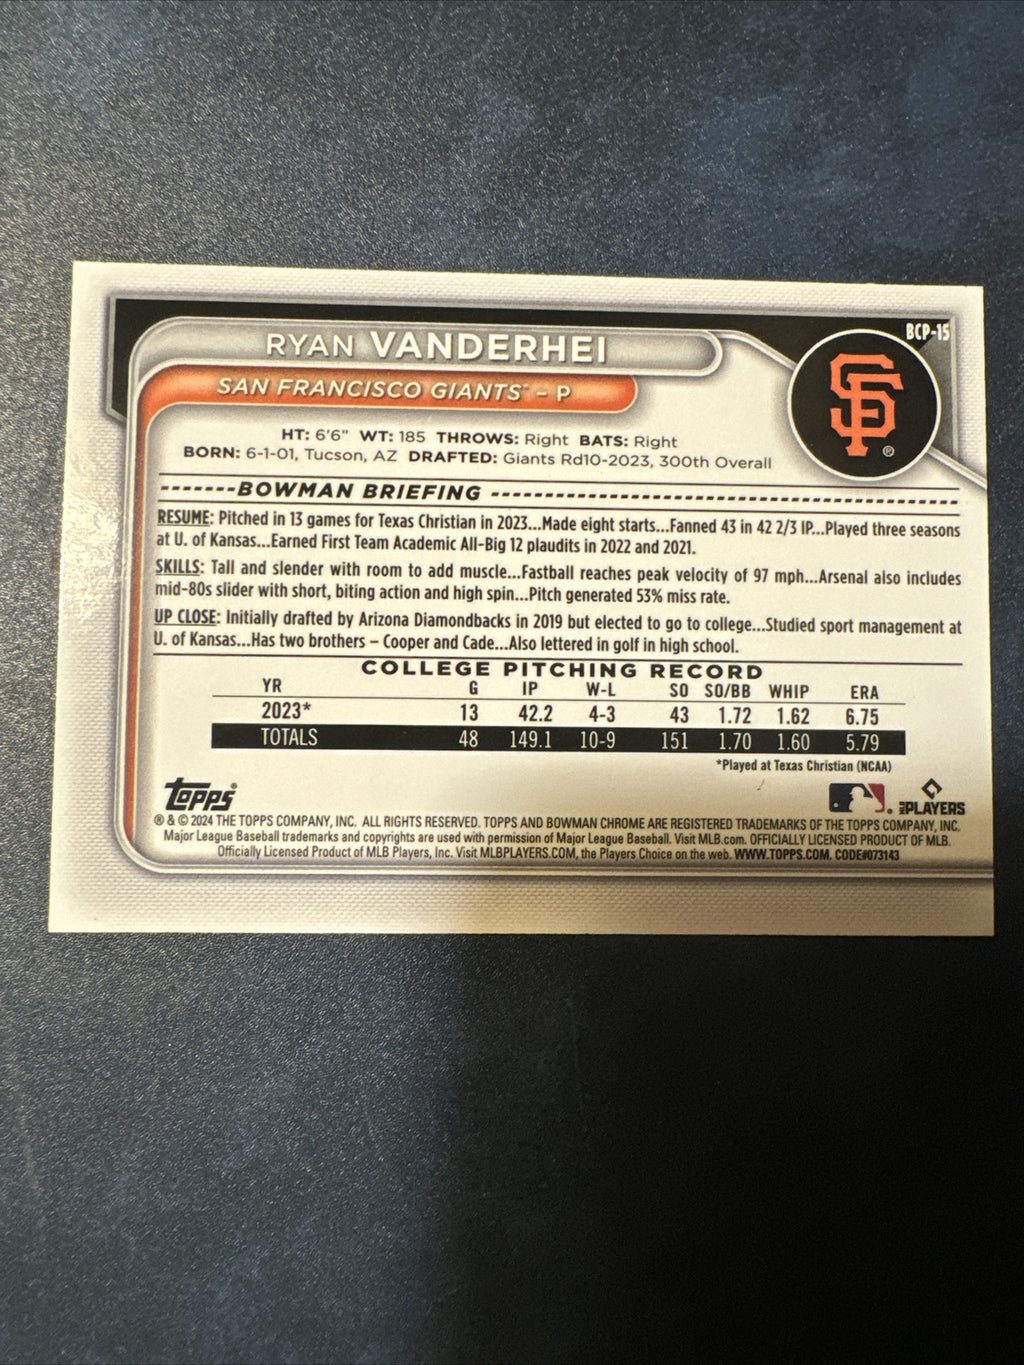 BCP-15
RYAN VANDERHEI
SAN FRANCISCO GIANTS™ – P
SF ®
HT: 6'6" WT: 185 THROWS: Right BATS: Right
BORN: 6-1-01, Tucson, AZ DRAFTED: Giants Rd10-2023, 300th Overall
BOWMAN BRIEFING
RESUME: Pitched in 13 games for Texas Christian in 2023...Made eight starts...Fanned 43 in 42 2/3 IP...Played three seasons
at U. of Kansas...Earned First Team Academic All-Big 12 plaudits in 2022 and 2021.
SKILLS: Tall and slender with room to add muscle...Fastball reaches peak velocity of 97 mph...Arsenal also includes
mid-80s slider with short, biting action and high spin...Pitch generated 53% miss rate.
UP CLOSE: Initially drafted by Arizona Diamondbacks in 2019 but elected to go to college...Studied sport management at
U. of Kansas...Has two brothers – Cooper and Cade...Also lettered in golf in high school.
COLLEGE PITCHING RECORD
YR G IP W-L SO SO/BB WHIP ERA
2023* 13 42.2 4-3 43 1.72 1.62 6.75
TOTALS 48 149.1 10-9 151 1.70 1.60 5.79
*Played at Texas Christian (NCAA)
Topps® MLB PLAYERS
® & © 2024 THE TOPPS COMPANY, INC. ALL RIGHTS RESERVED. TOPPS AND BOWMAN CHROME ARE REGISTERED TRADEMARKS OF THE TOPPS COMPANY, INC.
Major League Baseball trademarks and copyrights are used with permission of Major League Baseball. Visit MLB.com. OFFICIALLY LICENSED PRODUCT OF MLB.
Officially Licensed Product of MLB Players, Inc. Visit MLBPLAYERS.COM, the Players Choice on the web. WWW.TOPPS.COM. CODE#073143